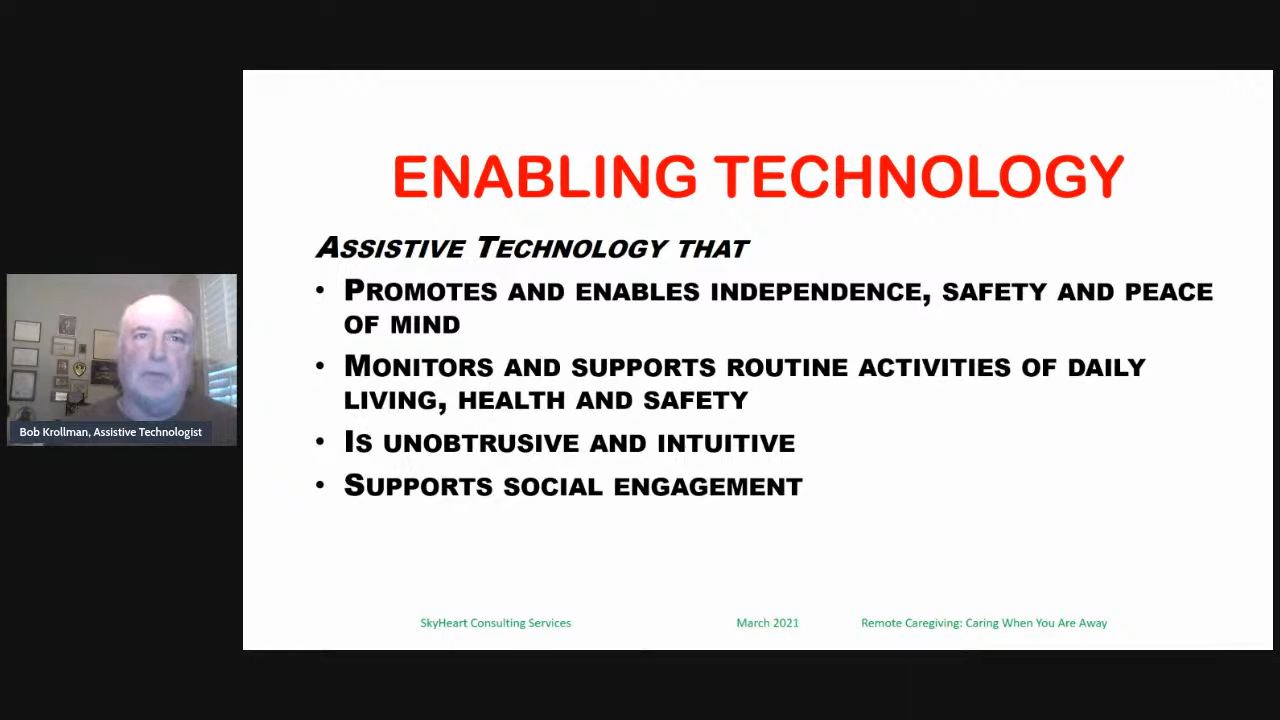 ENABLING TECHNOLOGY
ASSISTIVE TECHNOLOGY THAT
• PROMOTES AND ENABLES INDEPENDENCE, SAFETY AND PEACE
OF MIND
• MONITORS AND SUPPORTS ROUTINE ACTIVITIES OF DAILY
LIVING, HEALTH AND SAFETY
• IS UNOBTRUSIVE AND INTUITIVE
• SUPPORTS SOCIAL ENGAGEMENT
Bob Krollman, Assistive Technologist
SkyHeart Consulting Services
March 2021
Remote Caregiving: Caring When You Are Away